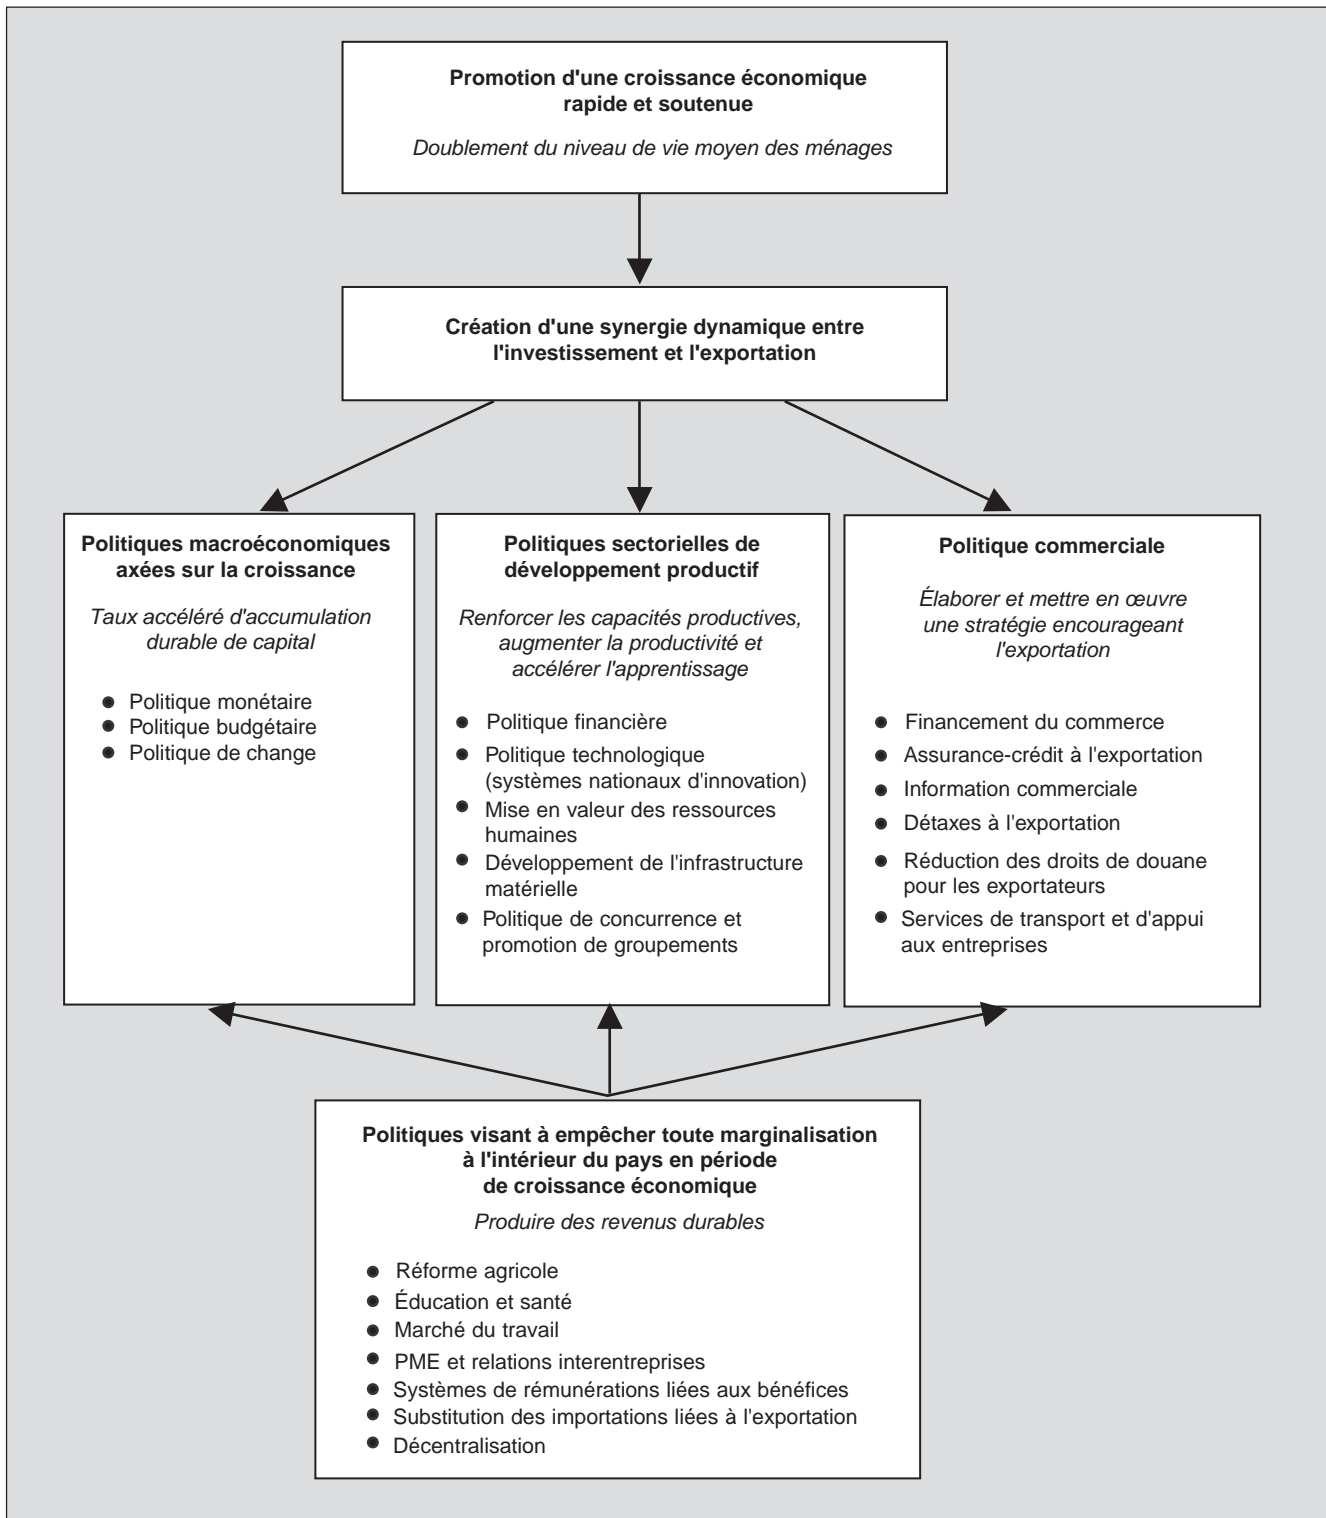 Promotion d'une croissance économique
rapide et soutenue
Doublement du niveau de vie moyen des ménages
Création d'une synergie dynamique entre
l'investissement et l'exportation
Politiques macroéconomiques
axées sur la croissance
Taux accéléré d'accumulation
durable de capital
● Politique monétaire
● Politique budgétaire
● Politique de change
Politiques sectorielles de
développement productif
Renforcer les capacités productives,
augmenter la productivité et
accélérer l'apprentissage
● Politique financière
● Politique technologique
(systèmes nationaux d'innovation)
● Mise en valeur des ressources
humaines
● Développement de l'infrastructure
matérielle
● Politique de concurrence et
promotion de groupements
Politique commerciale
Élaborer et mettre en œuvre
une stratégie encourageant
l'exportation
● Financement du commerce
● Assurance-crédit à l'exportation
● Information commerciale
● Détaxes à l'exportation
● Réduction des droits de douane
pour les exportateurs
● Services de transport et d'appui
aux entreprises
Politiques visant à empêcher toute marginalisation
à l'intérieur du pays en période
de croissance économique
Produire des revenus durables
● Réforme agricole
● Éducation et santé
● Marché du travail
● PME et relations interentreprises
● Systèmes de rémunérations liées aux bénéfices
● Substitution des importations liées à l'exportation
● Décentralisation